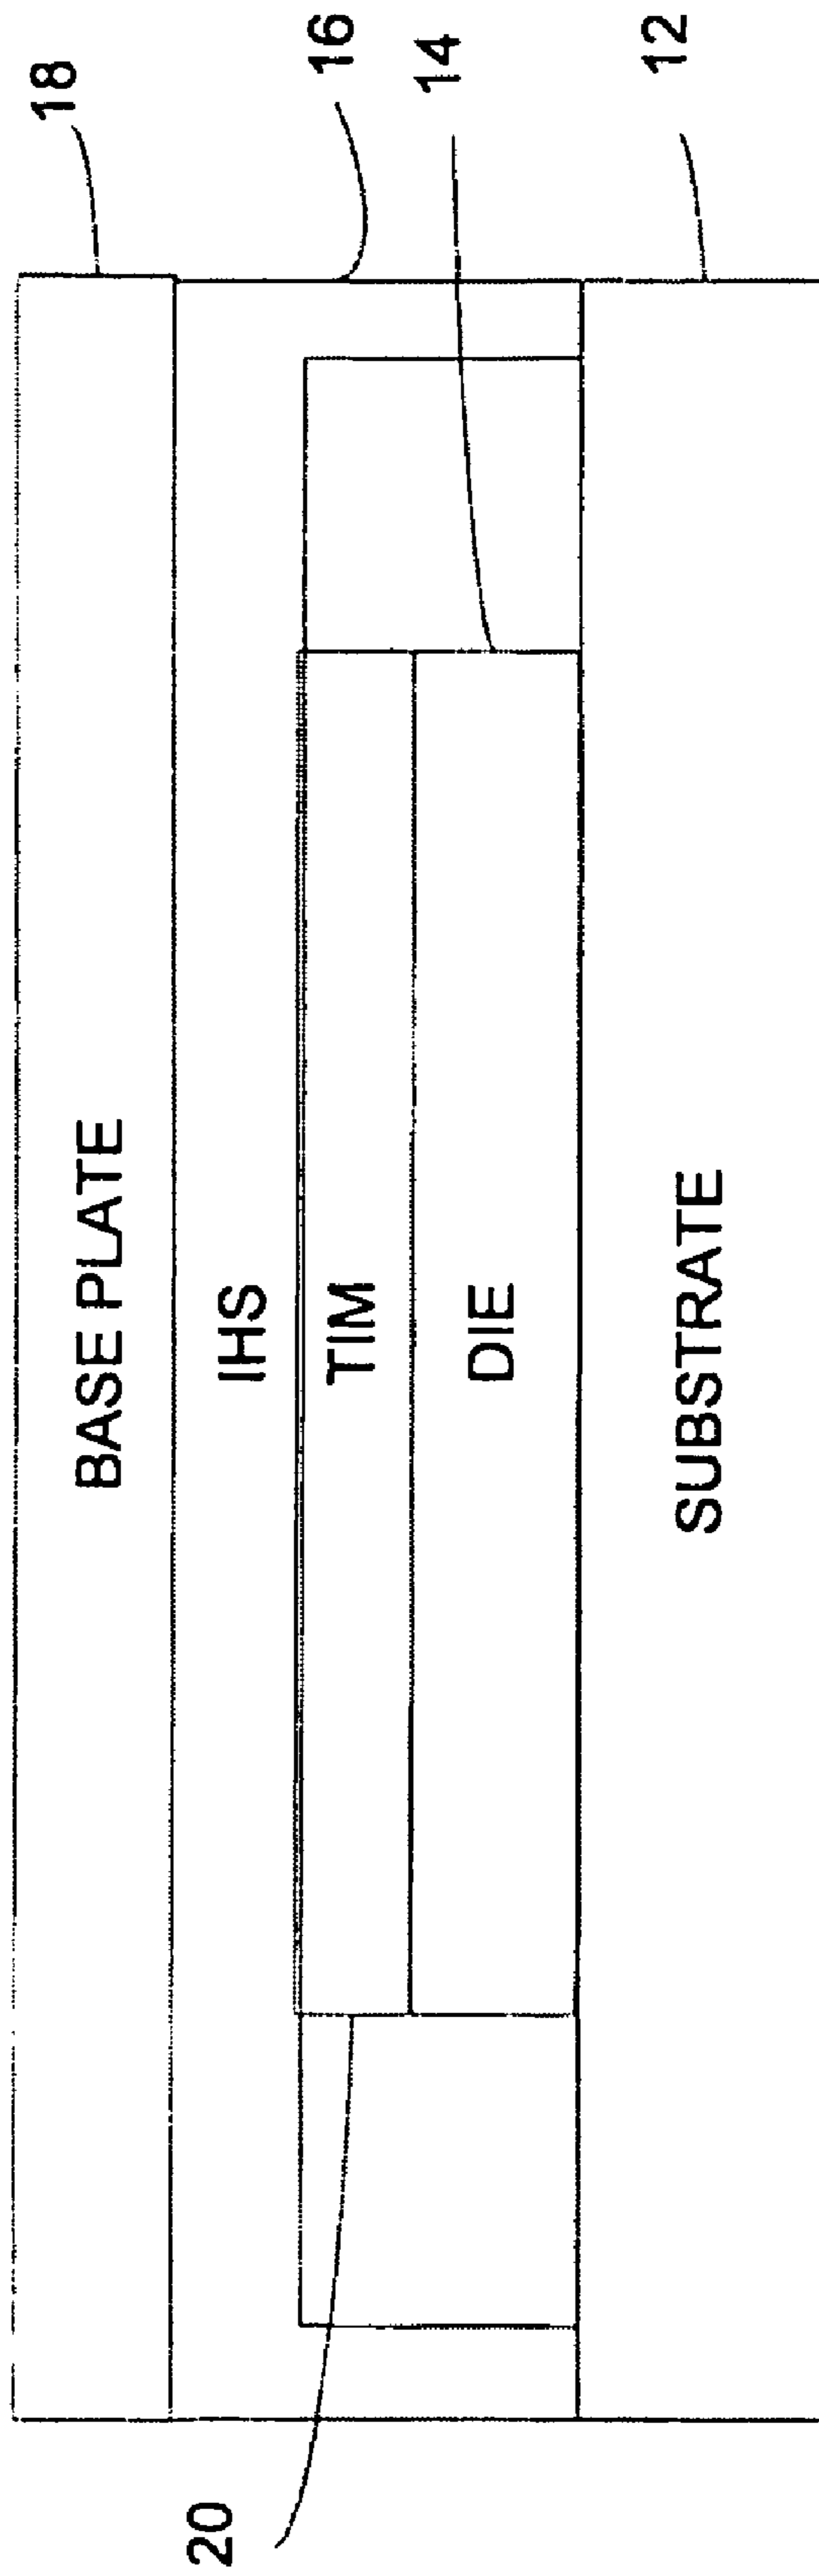 18
BASE PLATE
16
IHS
14
TIM
20
DIE
12
SUBSTRATE